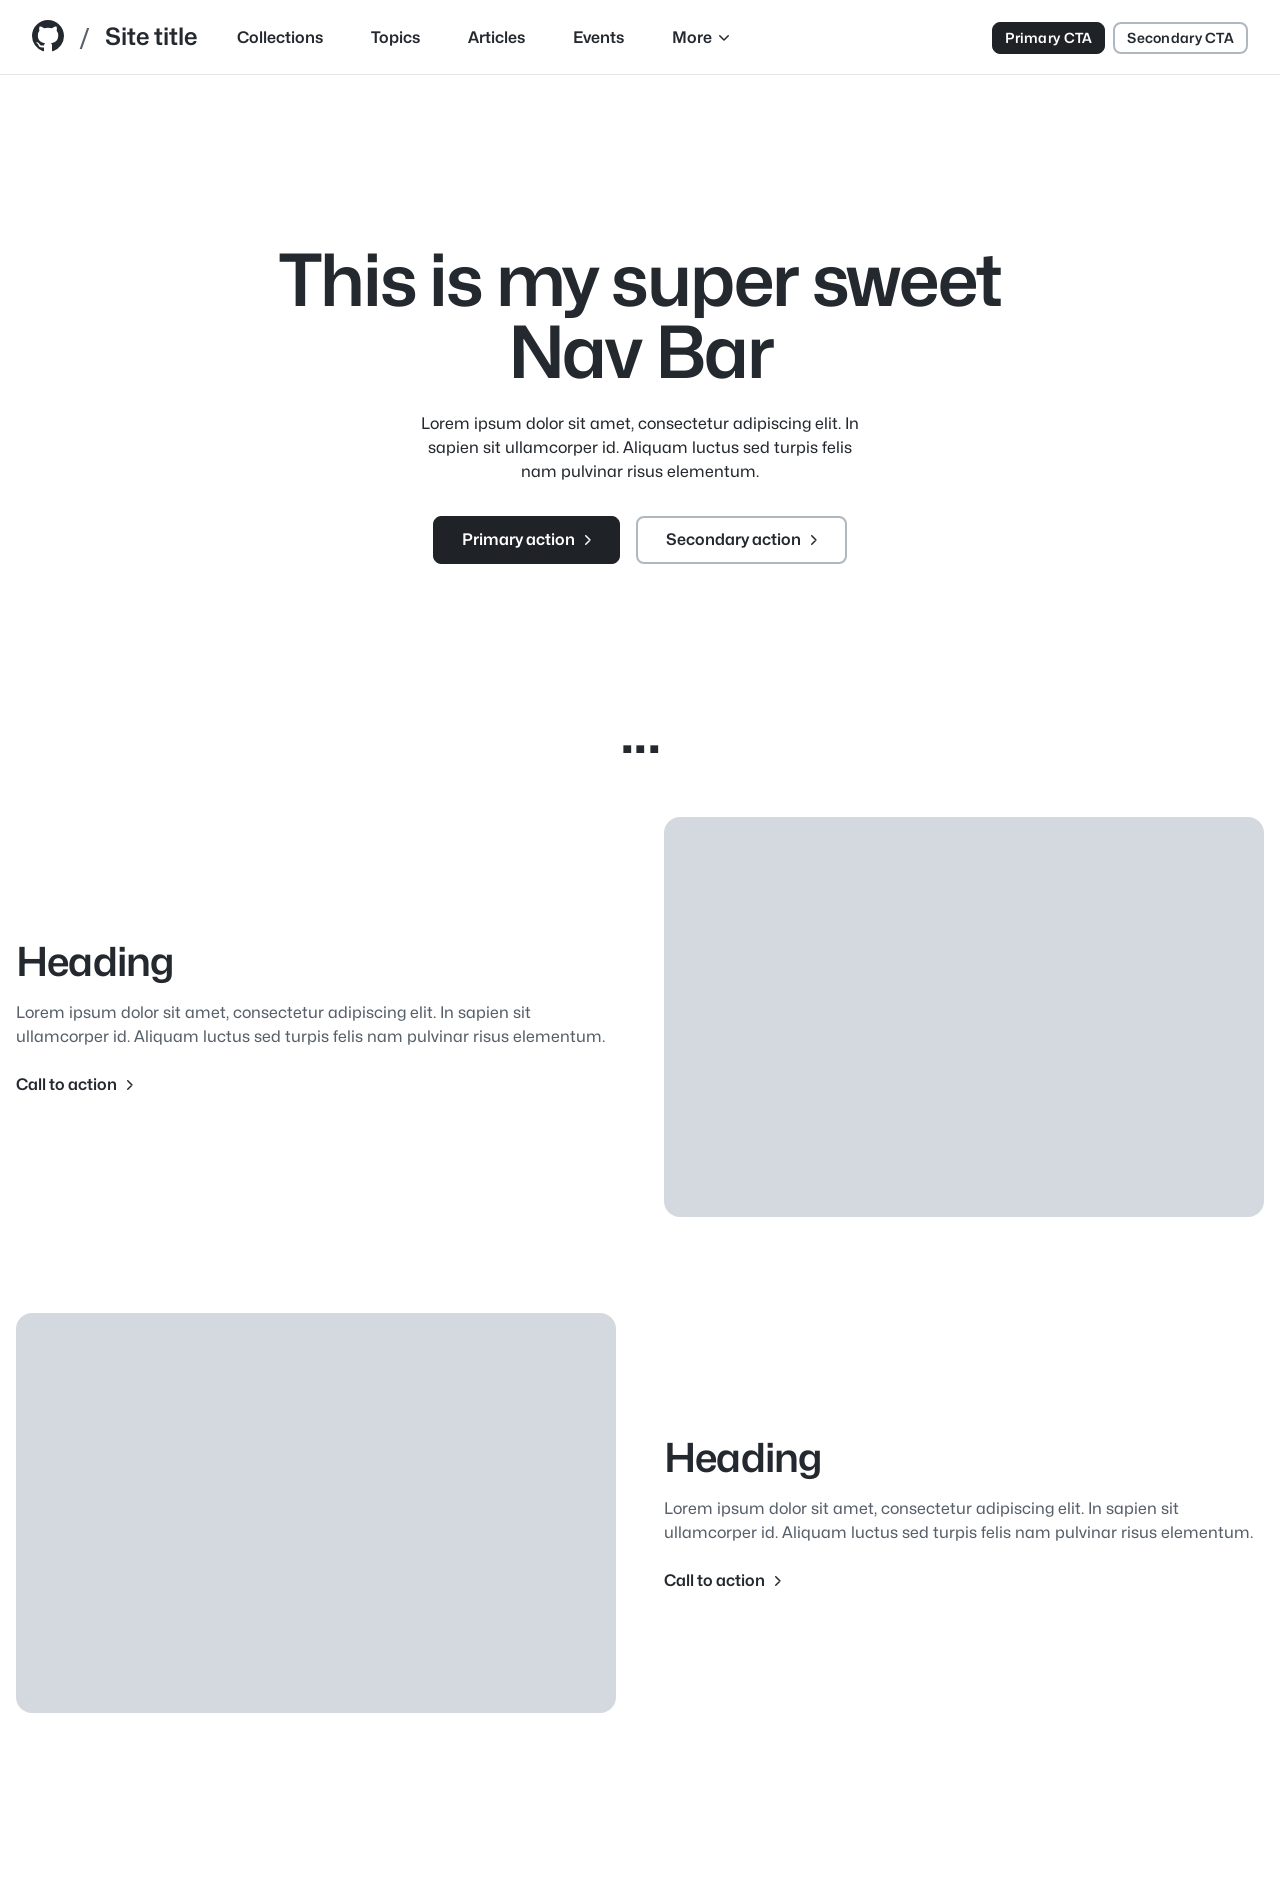 / Site title Collections Topics Articles Events More Primary CTA Secondary CTA
This is my super sweet
Nav Bar
Lorem ipsum dolor sit amet, consectetur adipiscing elit. In
sapien sit ullamcorper id. Aliquam luctus sed turpis felis
nam pulvinar risus elementum.
Primary action Secondary action
...
Heading
Lorem ipsum dolor sit amet, consectetur adipiscing elit. In sapien sit
ullamcorper id. Aliquam luctus sed turpis felis nam pulvinar risus elementum.
Call to action
Heading
Lorem ipsum dolor sit amet, consectetur adipiscing elit. In sapien sit
ullamcorper id. Aliquam luctus sed turpis felis nam pulvinar risus elementum.
Call to action